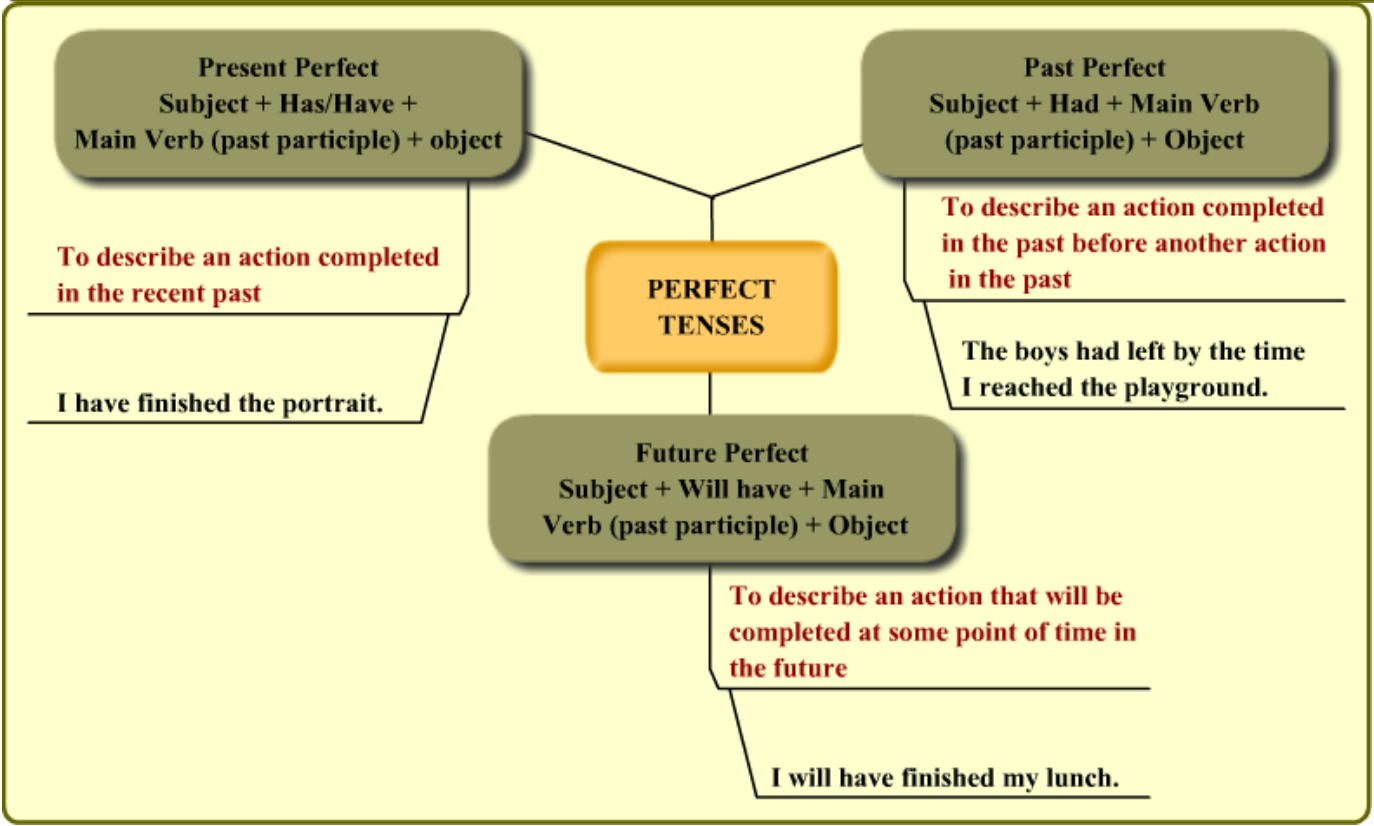 Present Perfect
Subject + Has/Have +
Main Verb (past participle) + object
To describe an action completed
in the recent past
I have finished the portrait.
Past Perfect
Subject + Had + Main Verb
(past participle) + Object
To describe an action completed
in the past before another action
in the past
The boys had left by the time
I reached the playground.
PERFECT
TENSES
Future Perfect
Subject + Will have + Main
Verb (past participle) + Object
To describe an action that will be
completed at some point of time in
the future
I will have finished my lunch.